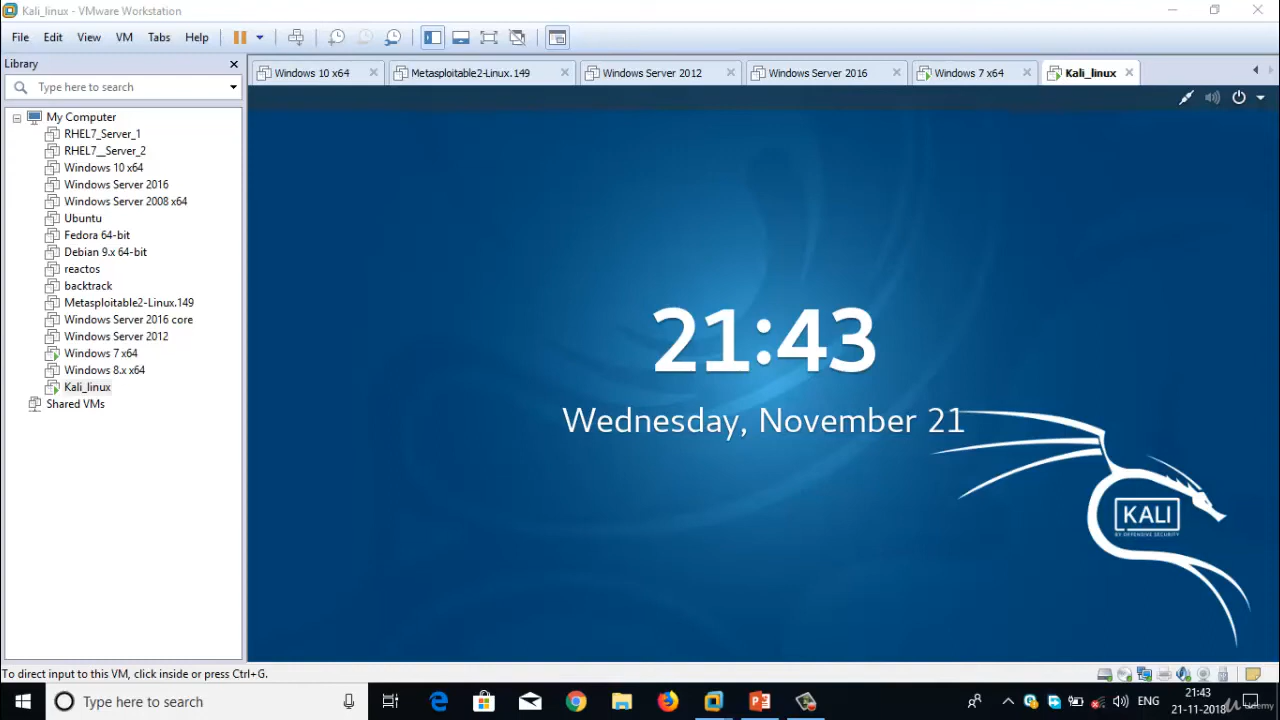 Kali_linux - VMware Workstation
File Edit View VM Tabs Help
Library
Type here to search
My Computer
RHEL7_Server_1
RHEL7__Server_2
Windows 10 x64
Windows Server 2016
Windows Server 2008 x64
Ubuntu
Fedora 64-bit
Debian 9.x 64-bit
reactos
backtrack
Metasploitable2-Linux.149
Windows Server 2016 core
Windows Server 2012
Windows 7 x64
Windows 8.x x64
Kali_linux
Shared VMs
Windows 10 x64 Metasploitable2-Linux.149 Windows Server 2012 Windows Server 2016 Windows 7 x64 Kali_linux
21:43
Wednesday, November 21
KALI
BY OFFENSIVE SECURITY
To direct input to this VM, click inside or press Ctrl+G.
Type here to search
ENG
21:43
21-11-2018
Udemy